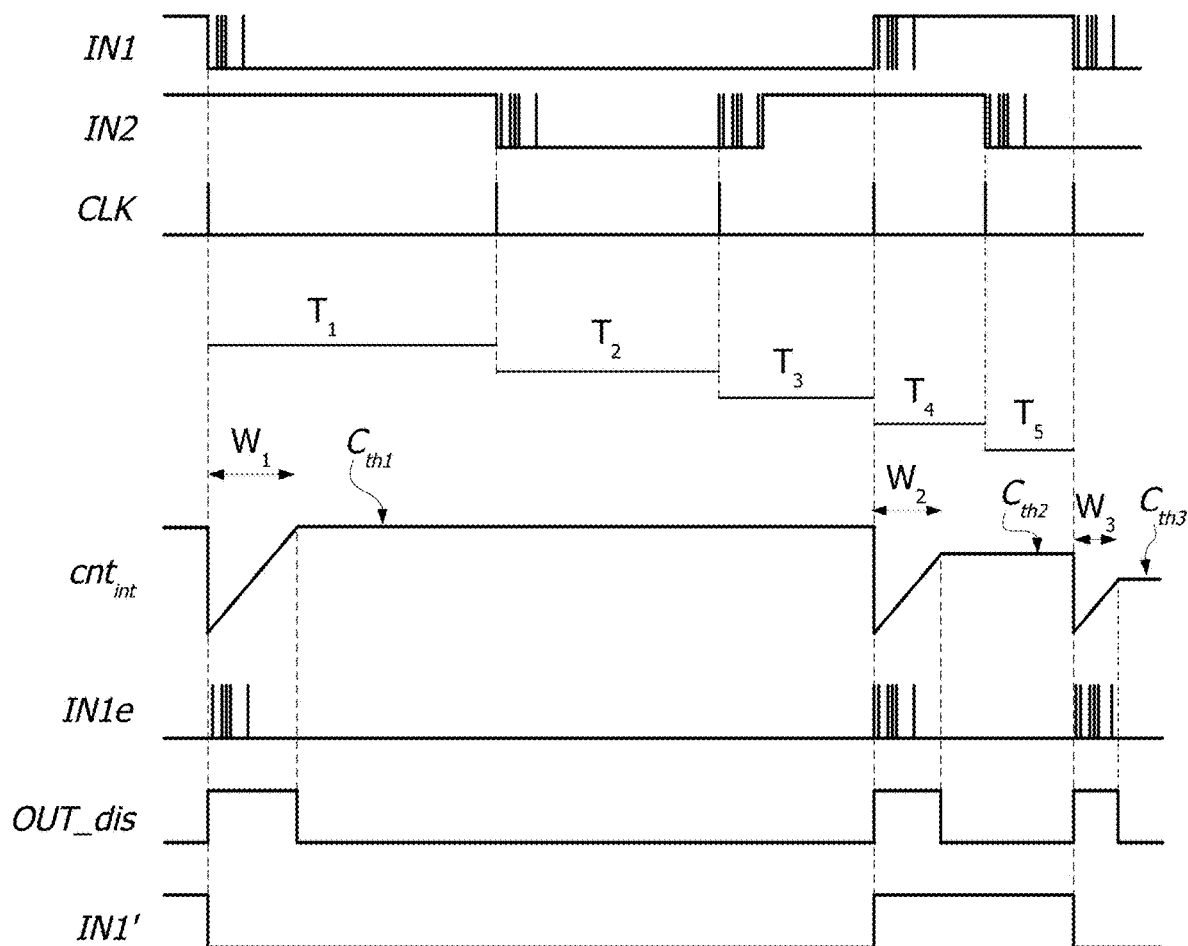 IN1
IN2
CLK
T1
T2
T3
T4
T5
W1
Cth1
W2
Cth2
W3
Cth3
cntint
IN1e
OUT_dis
IN1'